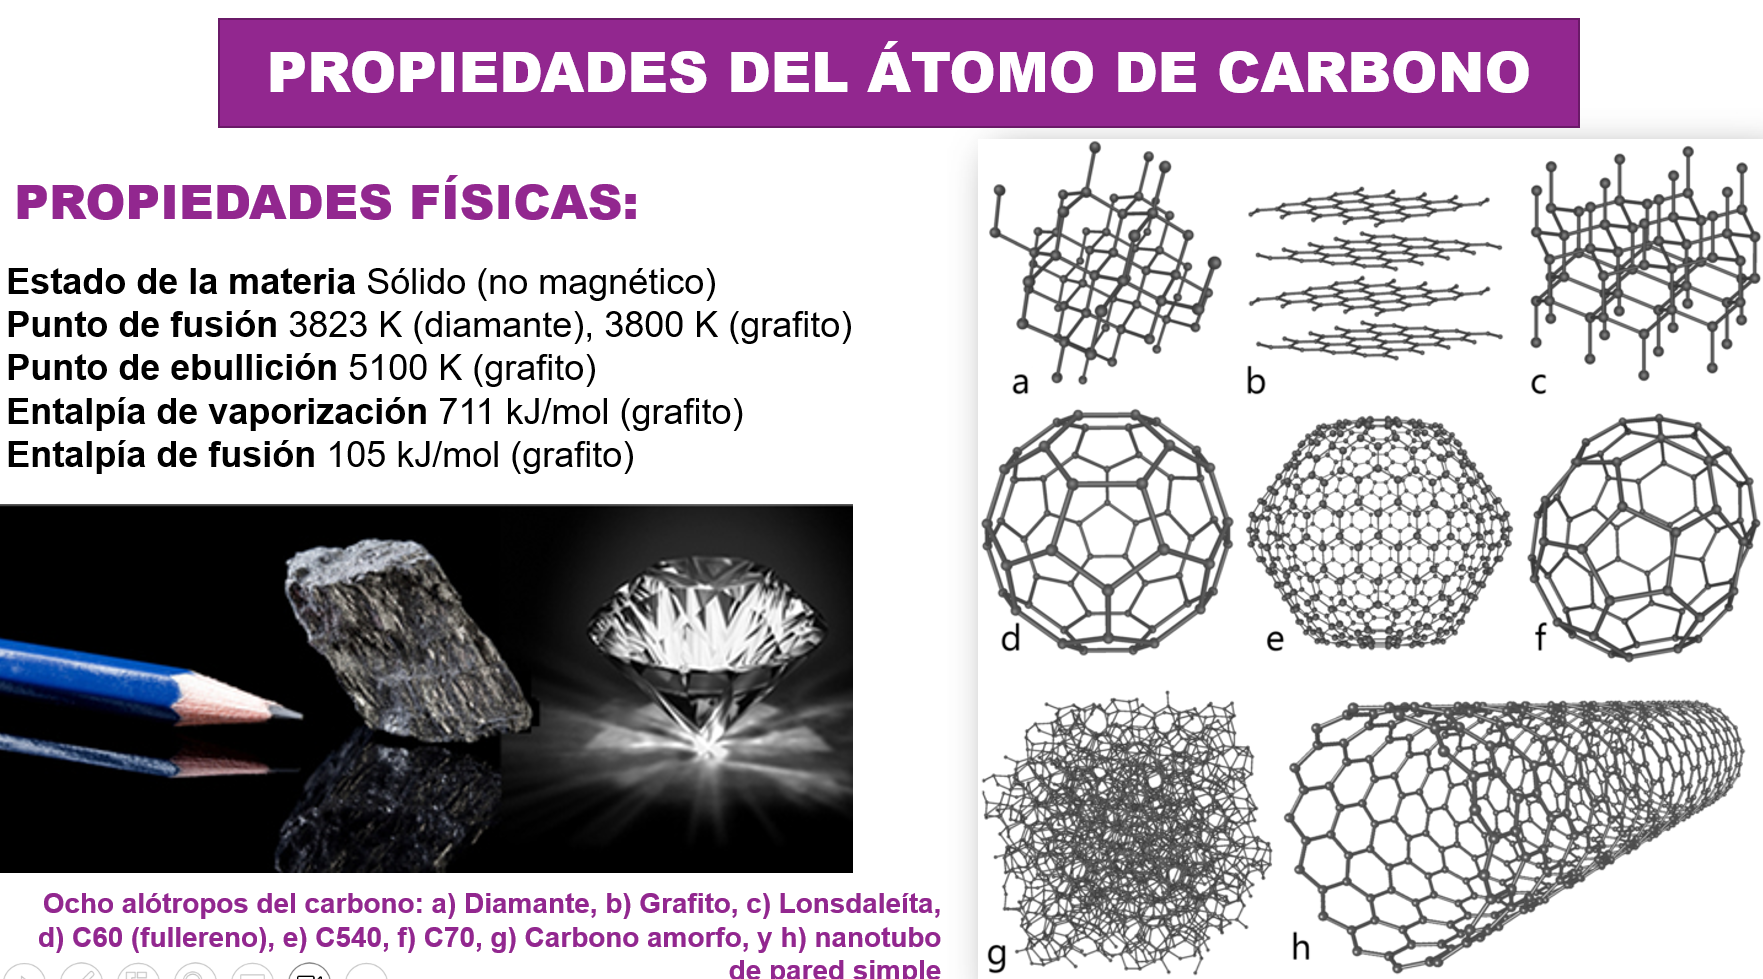 PROPIEDADES DEL ÁTOMO DE CARBONO
PROPIEDADES FÍSICAS:
Estado de la materia Sólido (no magnético)
Punto de fusión 3823 K (diamante), 3800 K (grafito)
Punto de ebullición 5100 K (grafito)
Entalpía de vaporización 711 kJ/mol (grafito)
Entalpía de fusión 105 kJ/mol (grafito)
a
b
c
d
e
f
g
h
Ocho alótropos del carbono: a) Diamante, b) Grafito, c) Lonsdaleíta,
d) C60 (fullereno), e) C540, f) C70, g) Carbono amorfo, y h) nanotubo
de pared simple